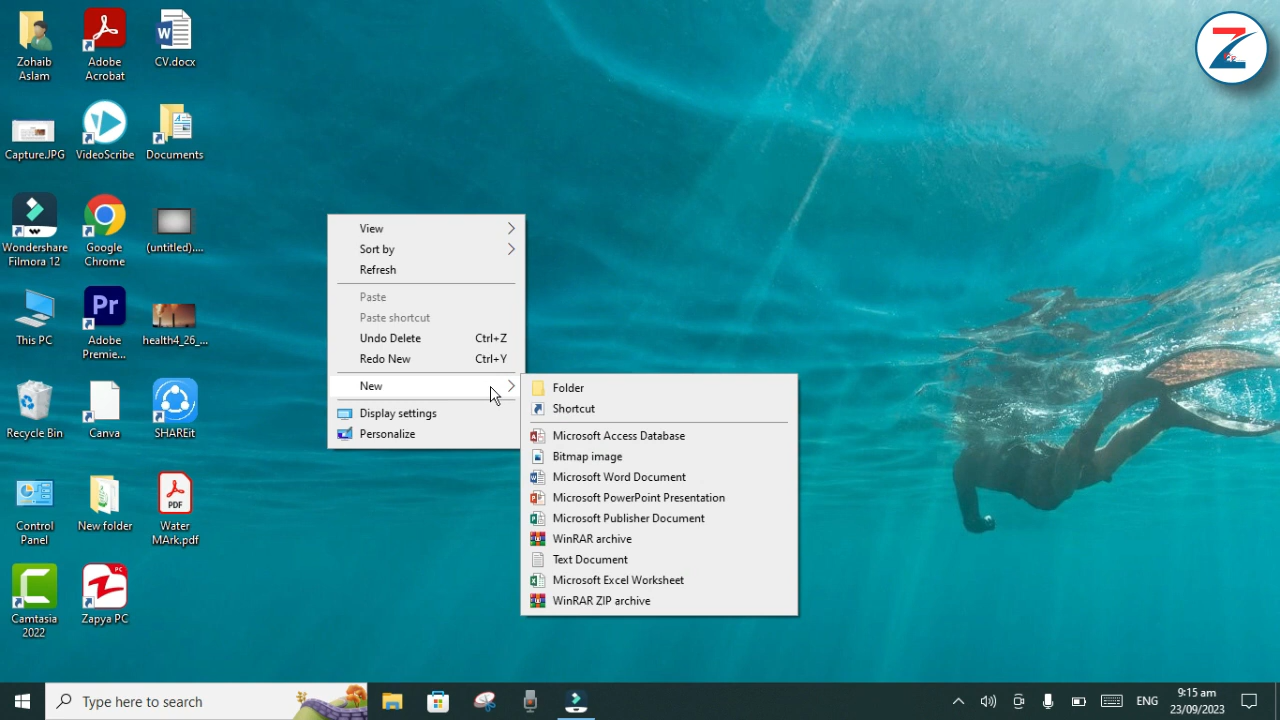 Zohaib
Aslam
Adobe
Acrobat
CV.docx
Capture.JPG
VideoScribe
Documents
Wondershare
Filmora 12
Google
Chrome
(untitled)....
This PC
Pr
Adobe
Premie...
health4_26_...
Recycle Bin
Canva
SHAREit
Control
Panel
New folder
PDF
Water
MArk.pdf
Camtasia
2022
PC
Zapya PC
View
Sort by
Refresh
Paste
Paste shortcut
Undo Delete Ctrl+Z
Redo New Ctrl+Y
New
Display settings
Personalize
Folder
Shortcut
Microsoft Access Database
Bitmap image
Microsoft Word Document
Microsoft PowerPoint Presentation
Microsoft Publisher Document
WinRAR archive
Text Document
Microsoft Excel Worksheet
WinRAR ZIP archive
Type here to search
ENG
9:15 am
23/09/2023